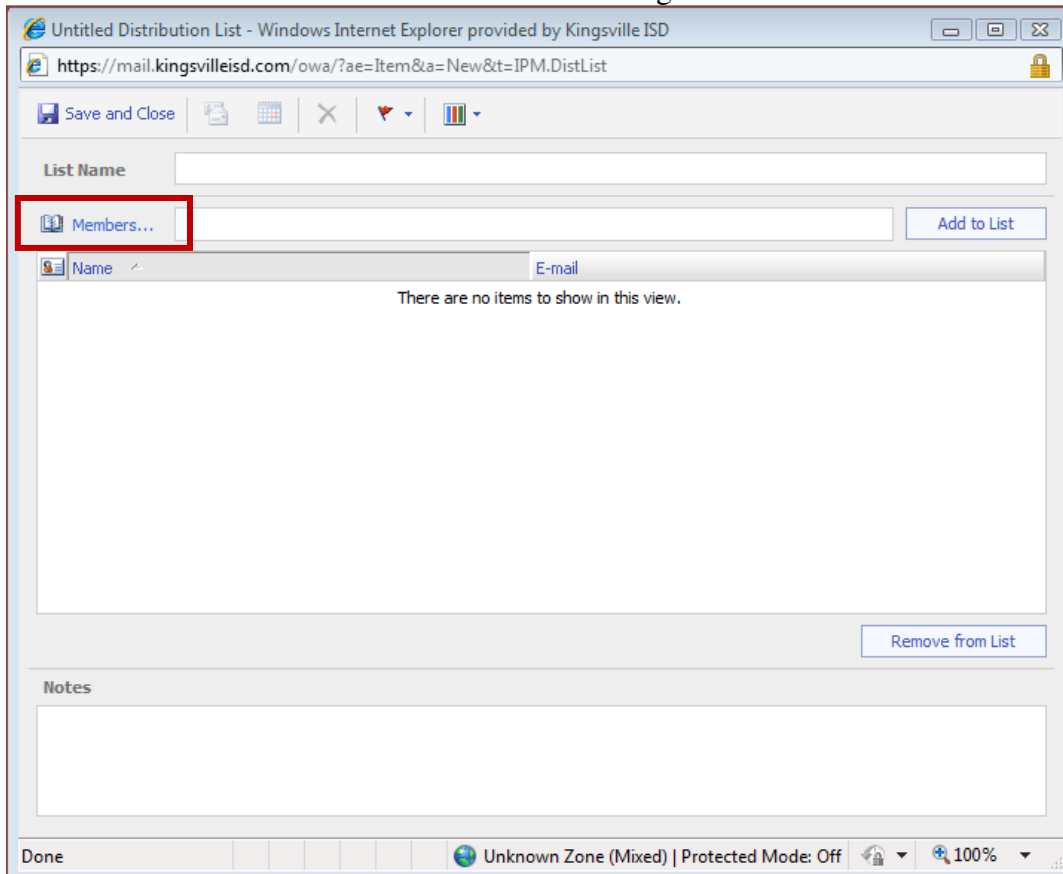 Untitled Distribution List - Windows Internet Explorer provided by Kingsville ISD
https://mail.kingsvilleisd.com/owa/?ae=Item&a=New&t=IPM.DistList
Save and Close
List Name
Members... Add to List
Name E-mail
There are no items to show in this view.
Remove from List
Notes
Done Unknown Zone (Mixed) | Protected Mode: Off 100%